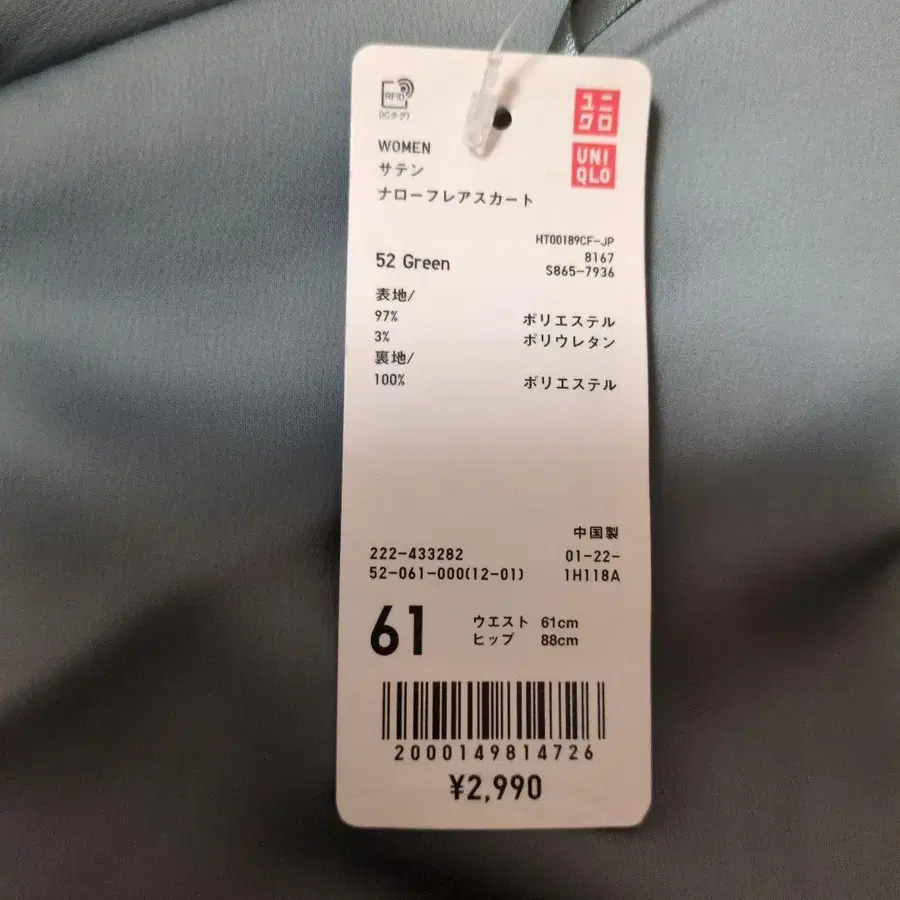 RFID
(ICタグ)
ユニ
クロ
UNI
QLO
WOMEN
サテン
ナローフレアスカート
HT00189CF-JP
52 Green
8167
S865-7936
表地/
97% ポリエステル
3% ポリウレタン
裏地/
100% ポリエステル
中国製
222-433282 01-22-
52-061-000(12-01) 1H118A
61
ウエスト 61cm
ヒップ 88cm
2000149814726
¥2,990